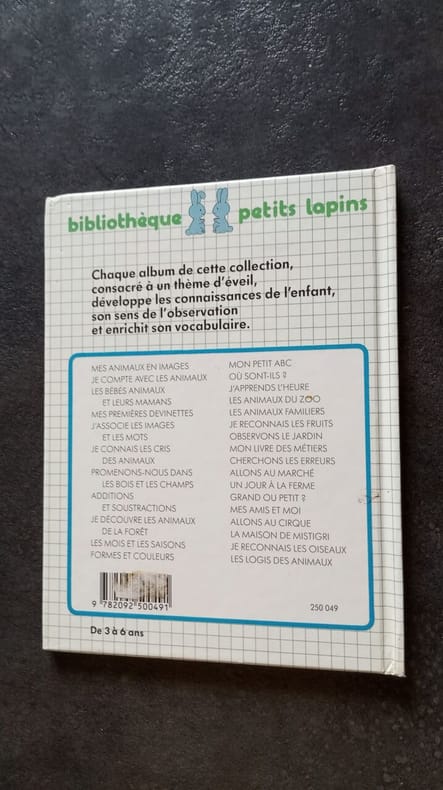 bibliothèque petits lapins
Chaque album de cette collection,
consacré à un thème d'éveil,
développe les connaissances de l'enfant,
son sens de l'observation
et enrichit son vocabulaire.
MES ANIMAUX EN IMAGES
JE COMPTE AVEC LES ANIMAUX
LES BÉBÉS ANIMAUX
ET LEURS MAMANS
MES PREMIÈRES DEVINETTES
J'ASSOCIE LES IMAGES
ET LES MOTS
JE CONNAIS LES CRIS
DES ANIMAUX
PROMENONS-NOUS DANS
LES BOIS ET LES CHAMPS
ADDITIONS
ET SOUSTRACTIONS
JE DÉCOUVRE LES ANIMAUX
DE LA FORÊT
LES MOIS ET LES SAISONS
FORMES ET COULEURS
MON PETIT ABC
OÙ SONT-ILS ?
J'APPRENDS L'HEURE
LES ANIMAUX DU ZOO
LES ANIMAUX FAMILIERS
JE RECONNAIS LES FRUITS
OBSERVONS LE JARDIN
MON LIVRE DES MÉTIERS
CHERCHONS LES ERREURS
ALLONS AU MARCHÉ
UN JOUR À LA FERME
GRAND OU PETIT ?
MES AMIS ET MOI
ALLONS AU CIRQUE
LA MAISON DE MISTIGRI
JE RECONNAIS LES OISEAUX
LES LOGIS DES ANIMAUX
9 782092 500491
250 049
De 3 à 6 ans